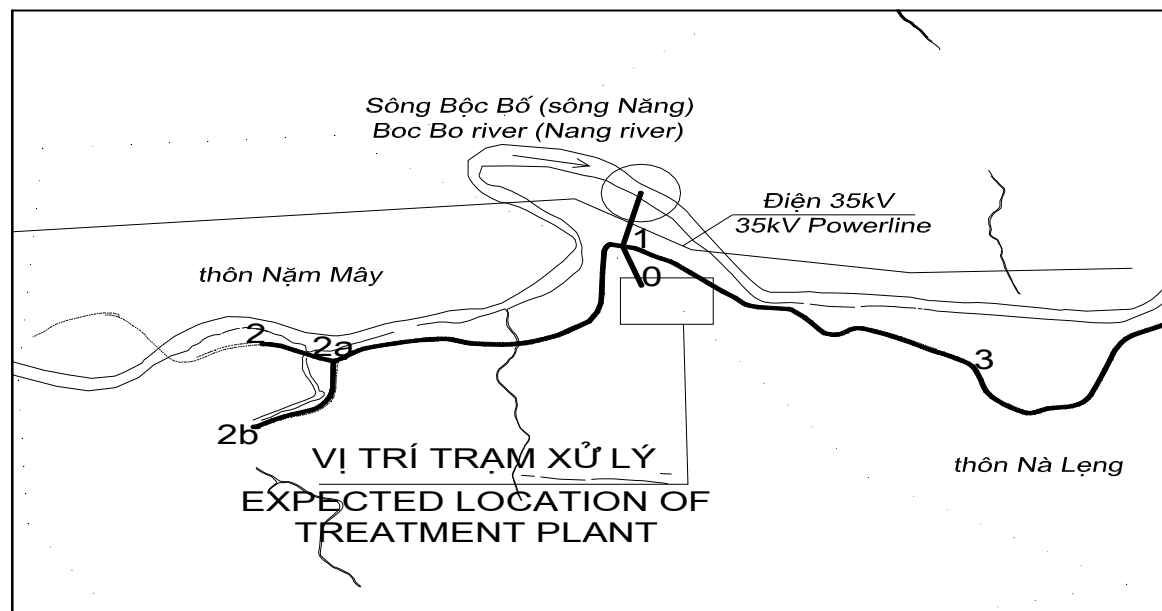 Sông Bộc Bố (sông Năng)
Boc Bo river (Nang river)
Điện 35kV
35kV Powerline
1
0
thôn Nặm Mây
2
2a
3
2b
VỊ TRÍ TRẠM XỬ LÝ
thôn Nà Lẹng
EXPECTED LOCATION OF
TREATMENT PLANT